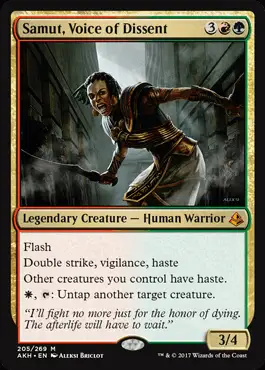 Samut, Voice of Dissent 3
Legendary Creature — Human Warrior
Flash
Double strike, vigilance, haste
Other creatures you control have haste.
, : Untap another target creature.
“I’ll fight no more just for the honor of dying.
The afterlife will have to wait.”
3/4
205/269 M
AKH • EN ALEKSI BRICLOT
™ & © 2017 Wizards of the Coast